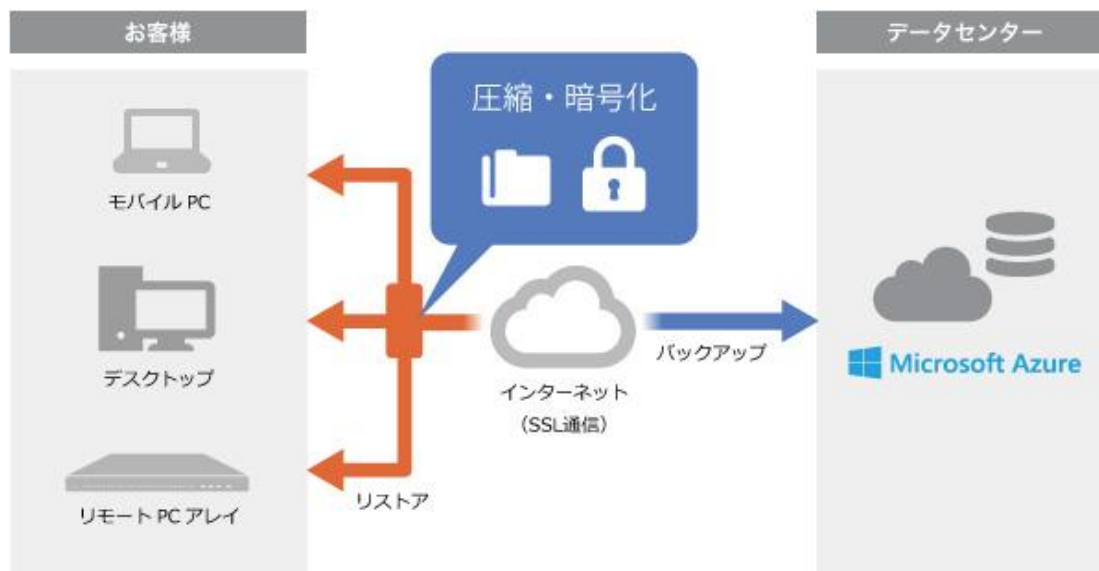 お客様
データセンター
圧縮・暗号化
モバイル PC
デスクトップ
リモート PC アレイ
リストア
インターネット
（SSL通信）
バックアップ
Microsoft Azure